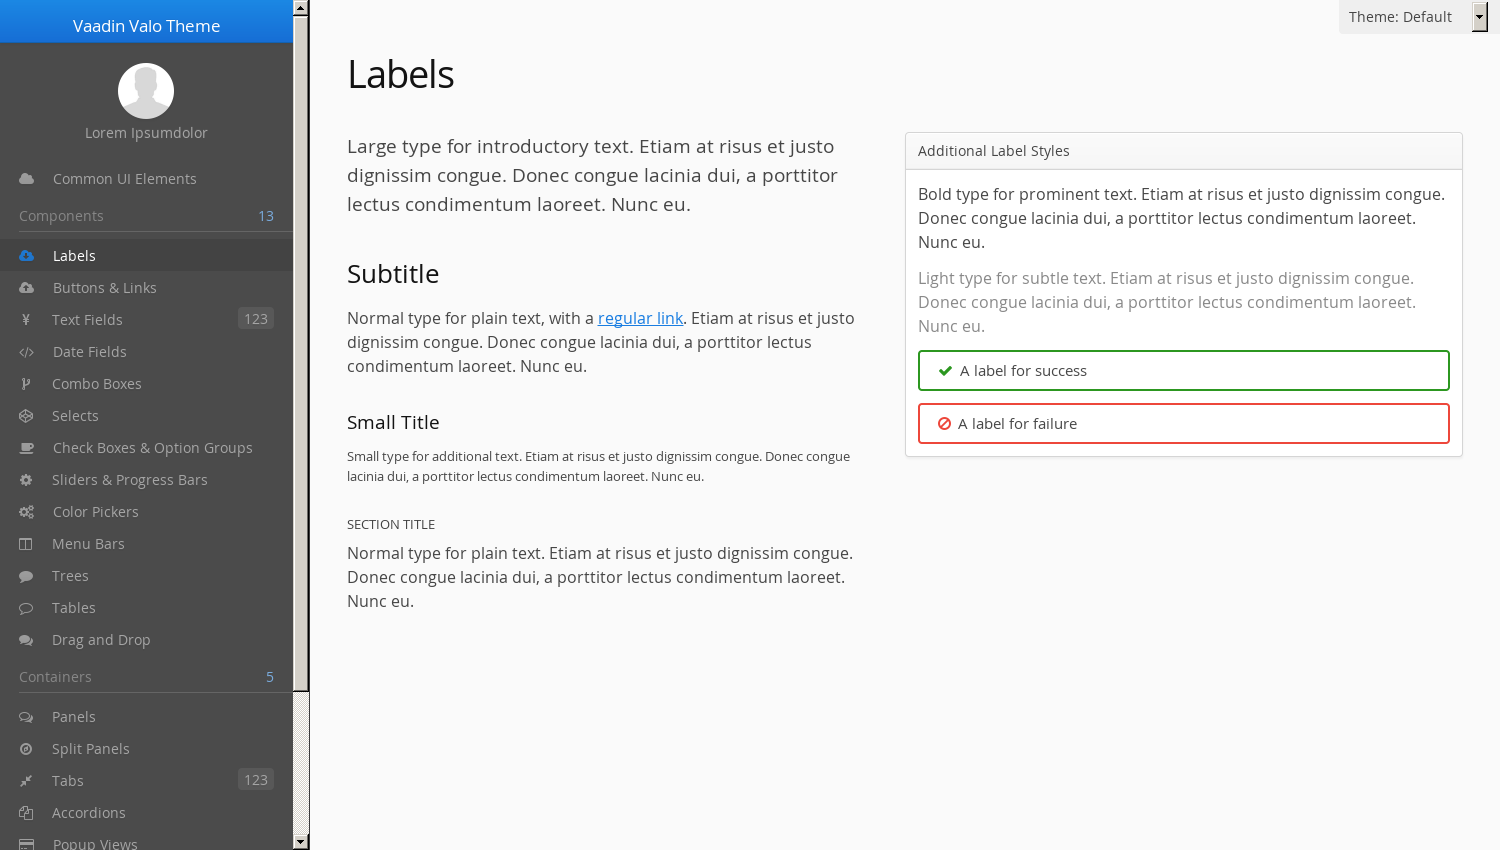 Vaadin Valo Theme
Lorem Ipsumdolor
Common UI Elements
Components 13
Labels
Buttons & Links
Text Fields 123
Date Fields
Combo Boxes
Selects
Check Boxes & Option Groups
Sliders & Progress Bars
Color Pickers
Menu Bars
Trees
Tables
Drag and Drop
Containers 5
Panels
Split Panels
Tabs 123
Accordions
Popup Views
Theme: Default
Labels
Large type for introductory text. Etiam at risus et justo
dignissim congue. Donec congue lacinia dui, a porttitor
lectus condimentum laoreet. Nunc eu.
Subtitle
Normal type for plain text, with a regular link. Etiam at risus et justo
dignissim congue. Donec congue lacinia dui, a porttitor lectus
condimentum laoreet. Nunc eu.
Small Title
Small type for additional text. Etiam at risus et justo dignissim congue. Donec congue
lacinia dui, a porttitor lectus condimentum laoreet. Nunc eu.
SECTION TITLE
Normal type for plain text. Etiam at risus et justo dignissim congue.
Donec congue lacinia dui, a porttitor lectus condimentum laoreet.
Nunc eu.
Additional Label Styles
Bold type for prominent text. Etiam at risus et justo dignissim congue.
Donec congue lacinia dui, a porttitor lectus condimentum laoreet.
Nunc eu.
Light type for subtle text. Etiam at risus et justo dignissim congue.
Donec congue lacinia dui, a porttitor lectus condimentum laoreet.
Nunc eu.
A label for success
A label for failure